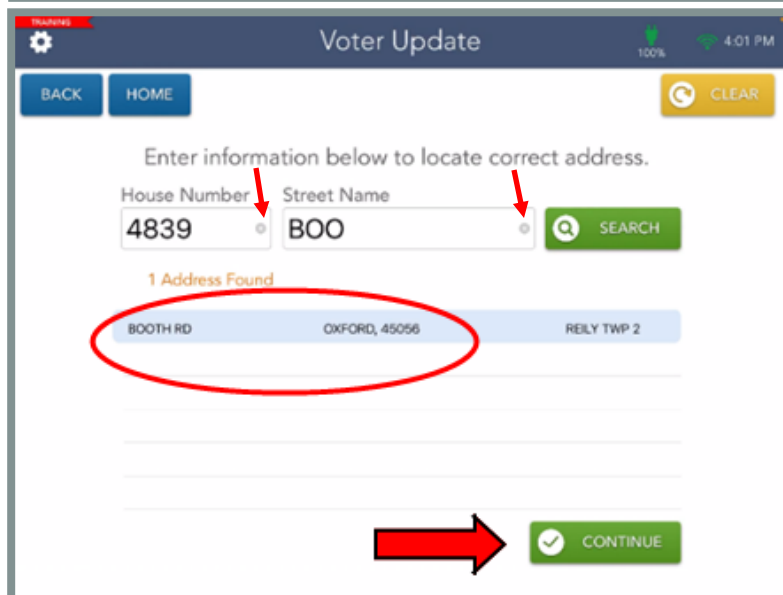 TRAINING
Voter Update
100%
4:01 PM
BACK
HOME
CLEAR
Enter information below to locate correct address.
House Number Street Name
4839 BOO SEARCH
1 Address Found
BOOTH RD OXFORD, 45056 REILY TWP 2
CONTINUE